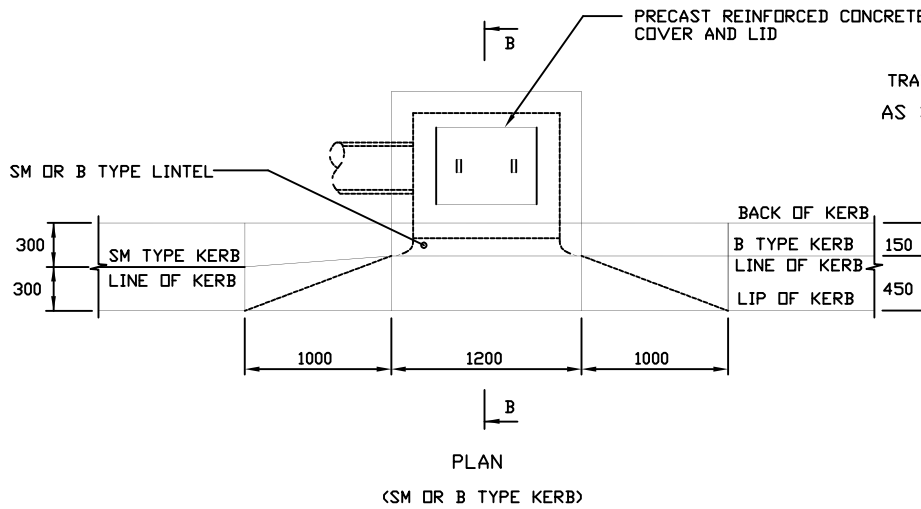 PRECAST REINFORCED CONCRETE
COVER AND LID
B
TRA
AS
SM OR B TYPE LINTEL
BACK OF KERB
300
SM TYPE KERB
B TYPE KERB
150
LINE OF KERB
LINE OF KERB
300
LIP OF KERB
450
1000
1200
1000
B
PLAN
(SM OR B TYPE KERB)